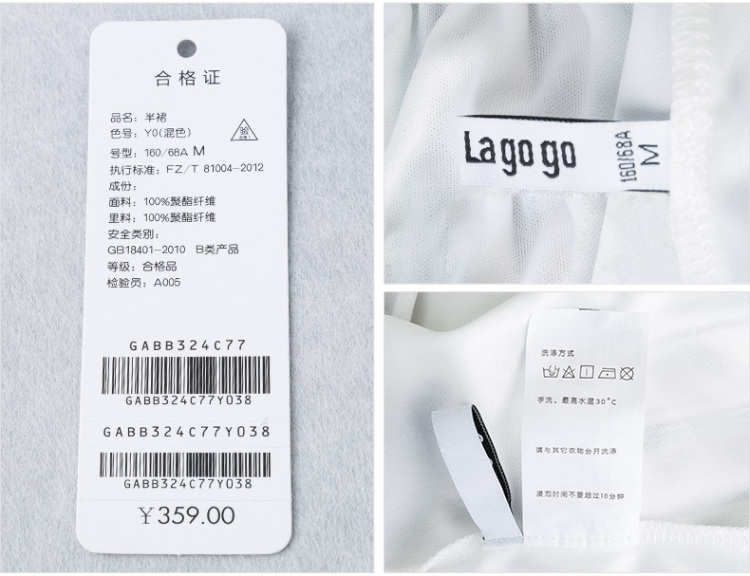 合格证
品名：半裙
色号：Y0(混色)
号型：160/68A M
执行标准：FZ/T 81004-2012
成份：
面料：100%聚酯纤维
里料：100%聚酯纤维
安全类别：
GB18401-2010 B类产品
等级：合格品
检验员：A005
GABB324C77
GABB324C77Y038
GABB324C77Y038
GABB324C77Y038
￥359.00
Lagogo
160/68A
M
洗涤方式
手洗、最高水温30°C
请与其它衣物分开洗涤
浸泡时间不要超过10分钟